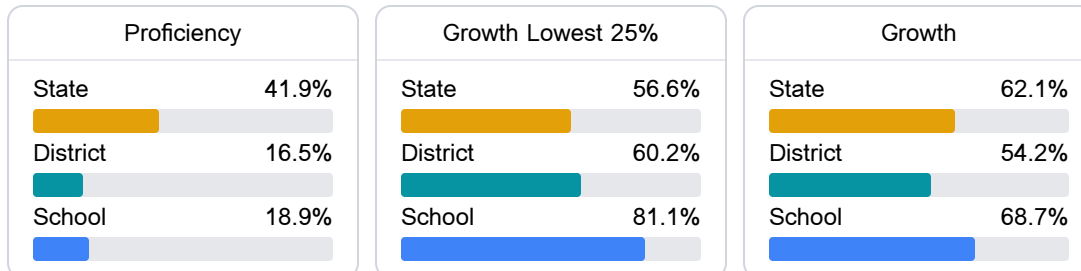 Proficiency
State 41.9%
District 16.5%
School 18.9%
Growth Lowest 25%
State 56.6%
District 60.2%
School 81.1%
Growth
State 62.1%
District 54.2%
School 68.7%